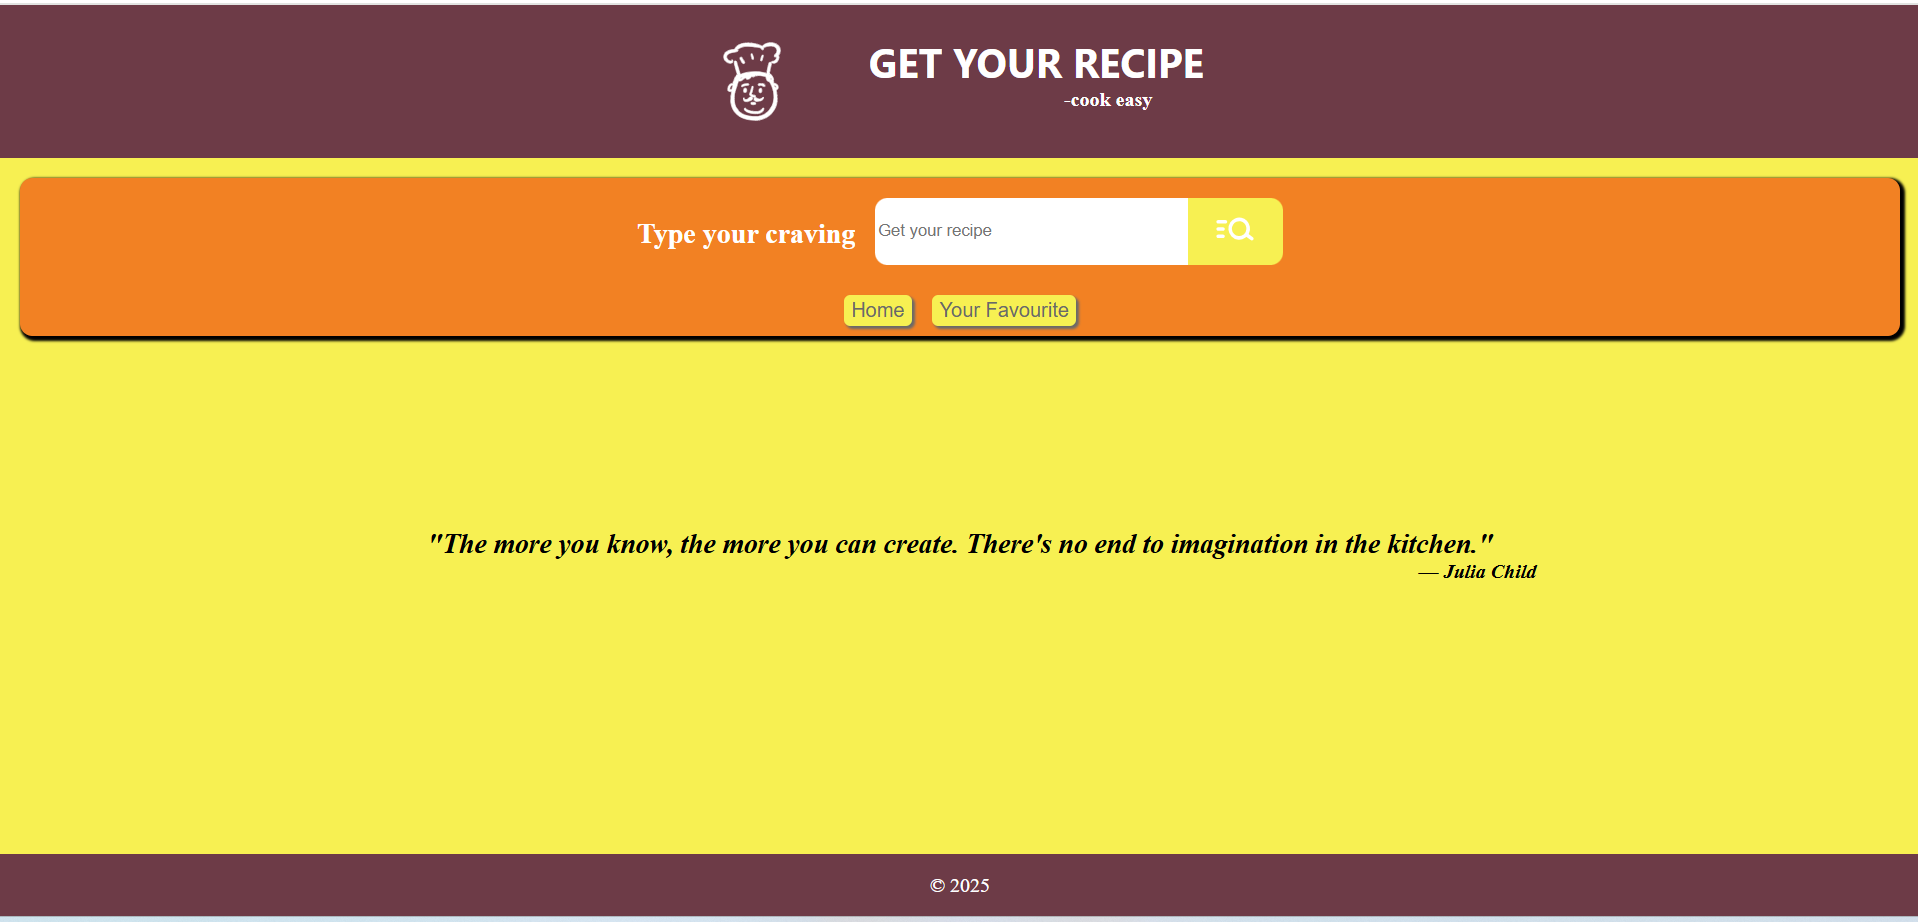 GET YOUR RECIPE
-cook easy
Type your craving
Get your recipe
Home
Your Favourite
"The more you know, the more you can create. There's no end to imagination in the kitchen."
— Julia Child
© 2025